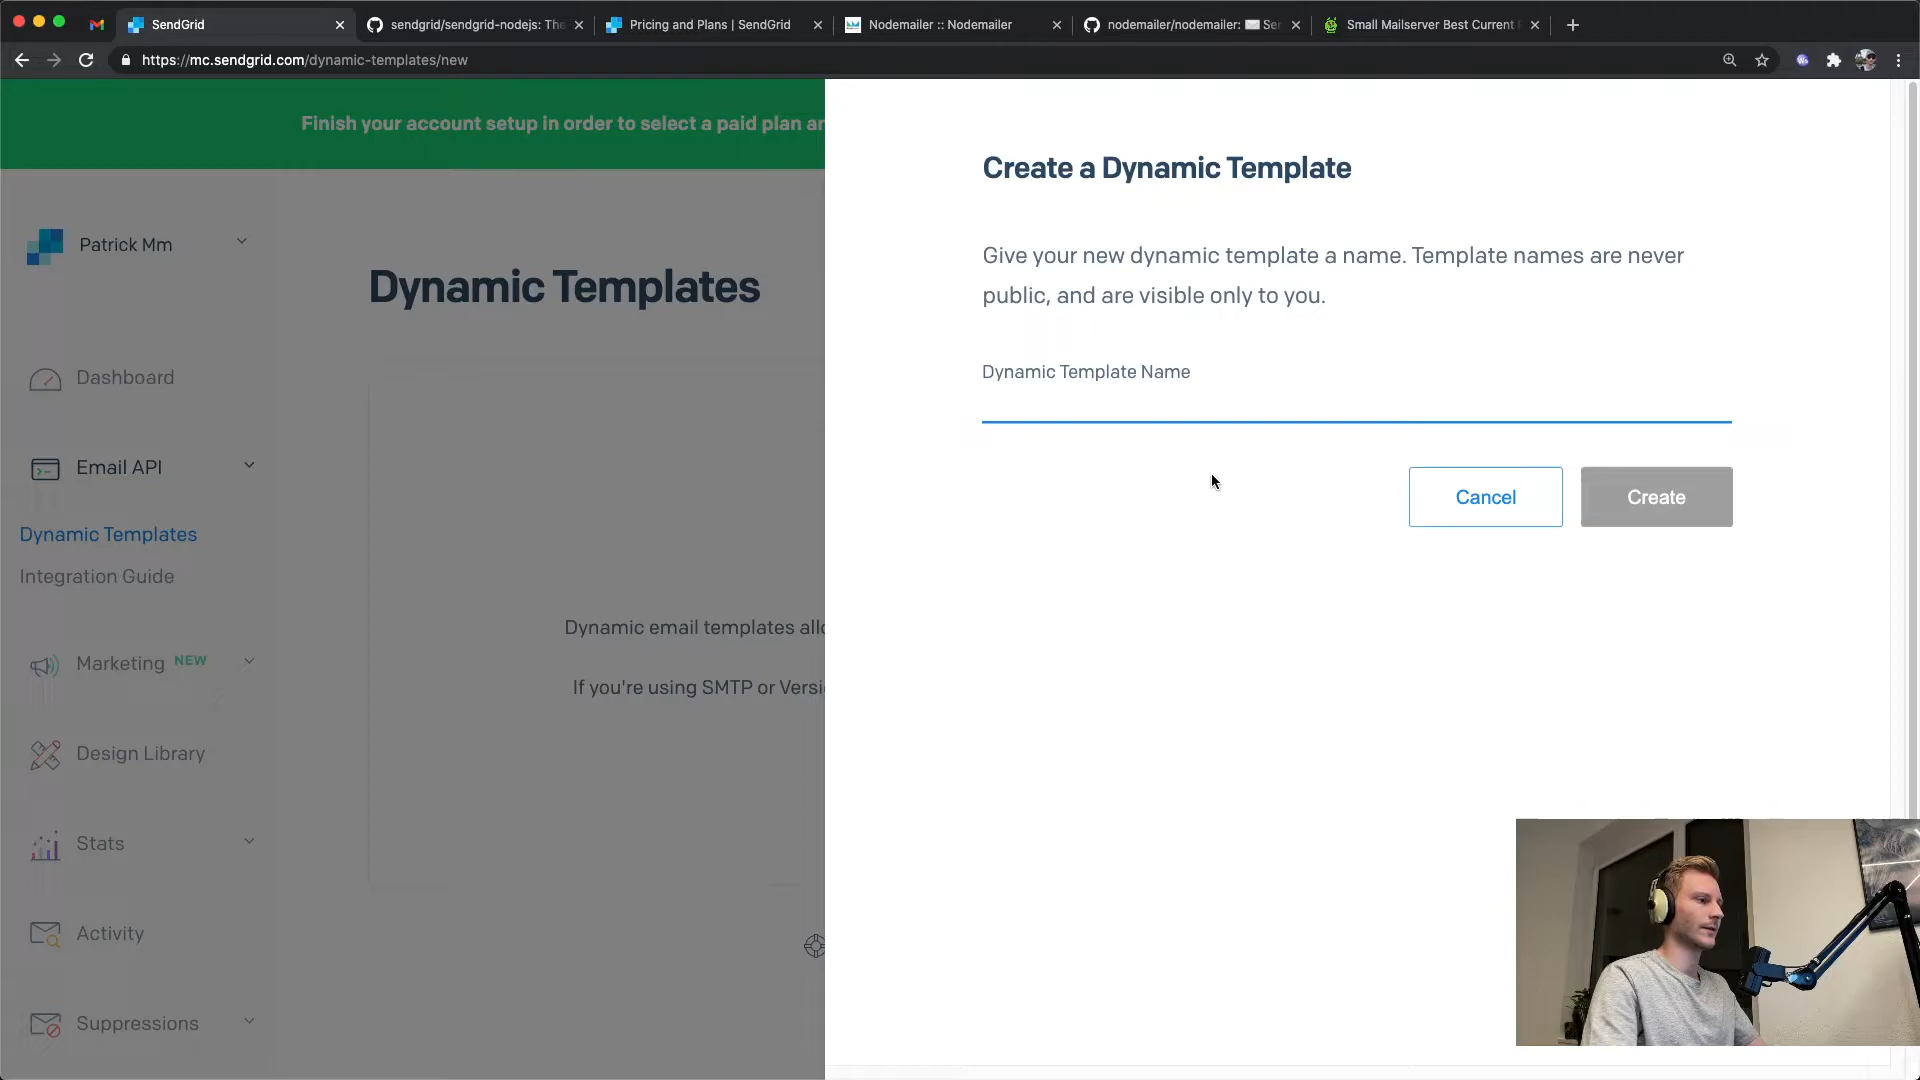 SendGrid
sendgrid/sendgrid-nodejs: The
Pricing and Plans | SendGrid
Nodemailer :: Nodemailer
nodemailer/nodemailer: ✉️ Se
Small Mailserver Best Current
https://mc.sendgrid.com/dynamic-templates/new
Finish your account setup in order to select a paid plan
Patrick Mm
Dashboard
Email API
Dynamic Templates
Integration Guide
Marketing NEW
Design Library
Stats
Activity
Suppressions
Dynamic Templates
Dynamic email templates
If you're using SMTP or
Create a Dynamic Template
Give your new dynamic template a name. Template names are never
public, and are visible only to you.
Dynamic Template Name
Cancel
Create